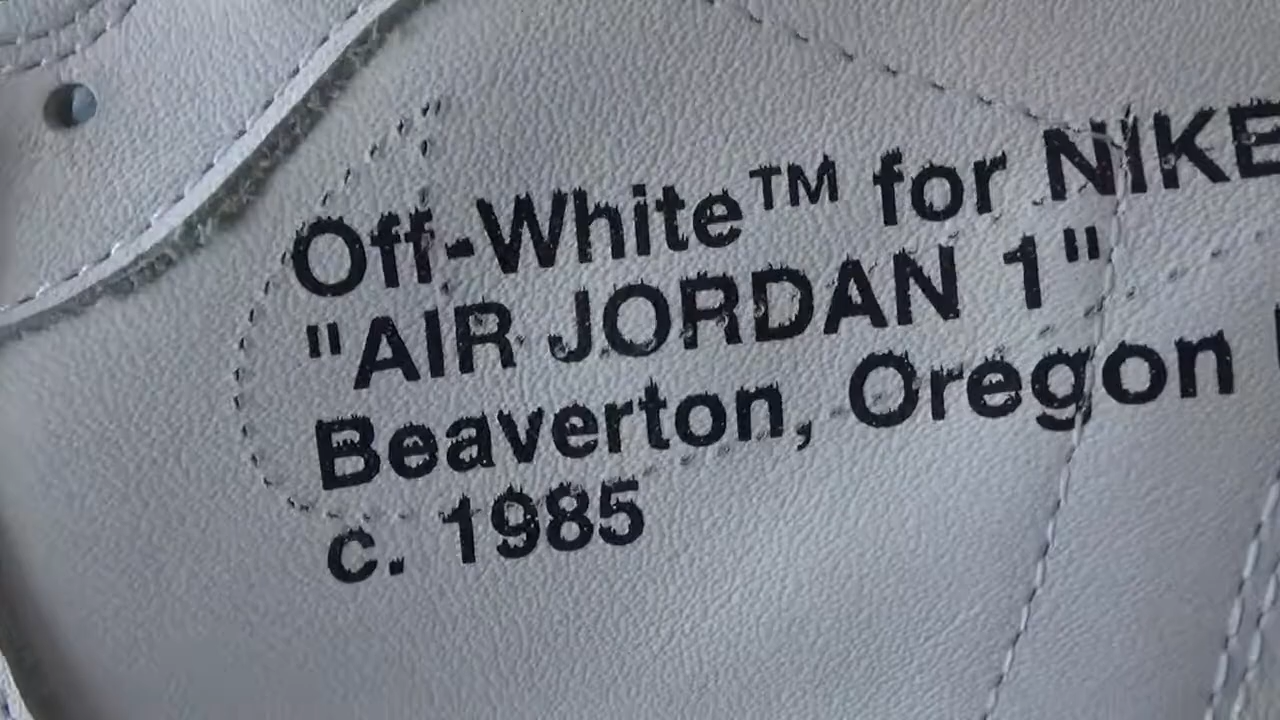 Off-White™ for NIKE
"AIR JORDAN 1"
Beaverton, Oregon
c. 1985